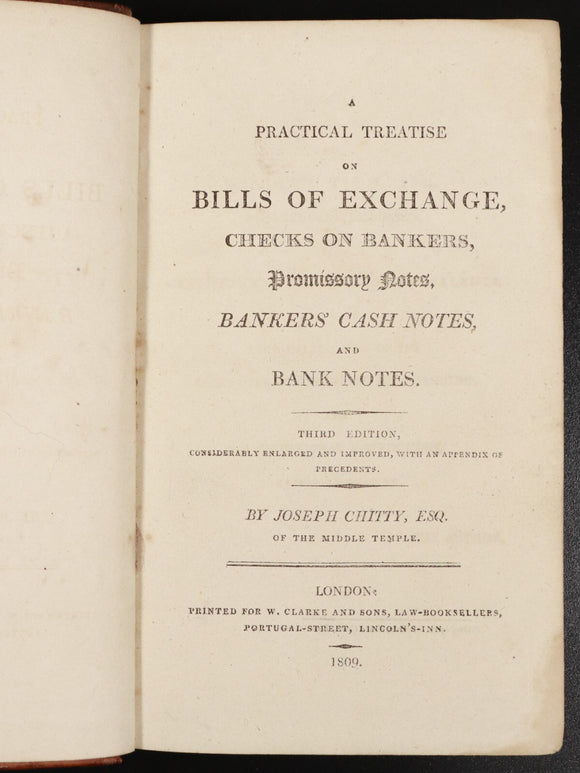 A
PRACTICAL TREATISE
ON
BILLS OF EXCHANGE,
CHECKS ON BANKERS,
Promissory Notes,
BANKERS' CASH NOTES,
AND
BANK NOTES.
THIRD EDITION,
CONSIDERABLY ENLARGED AND IMPROVED, WITH AN APPENDIX OF
PRECEDENTS.
BY JOSEPH CHITTY, ESQ.
OF THE MIDDLE TEMPLE.
LONDON:
PRINTED FOR W. CLARKE AND SONS, LAW-BOOKSELLERS,
PORTUGAL-STREET, LINCOLN'S-INN.
1809.